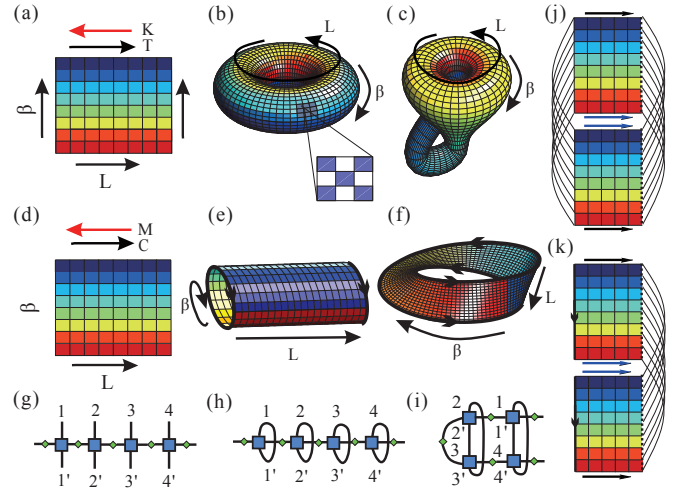 (a)
K
T
β
L
(b)
L
β
(c)
L
β
(j)
(d)
M
C
β
L
(e)
β
L
(f)
L
β
(k)
(g)
1 2 3 4
1' 2' 3' 4'
(h)
1 2 3 4
1' 2' 3' 4'
(i)
2 1
2' 1'
3 4
3' 4'